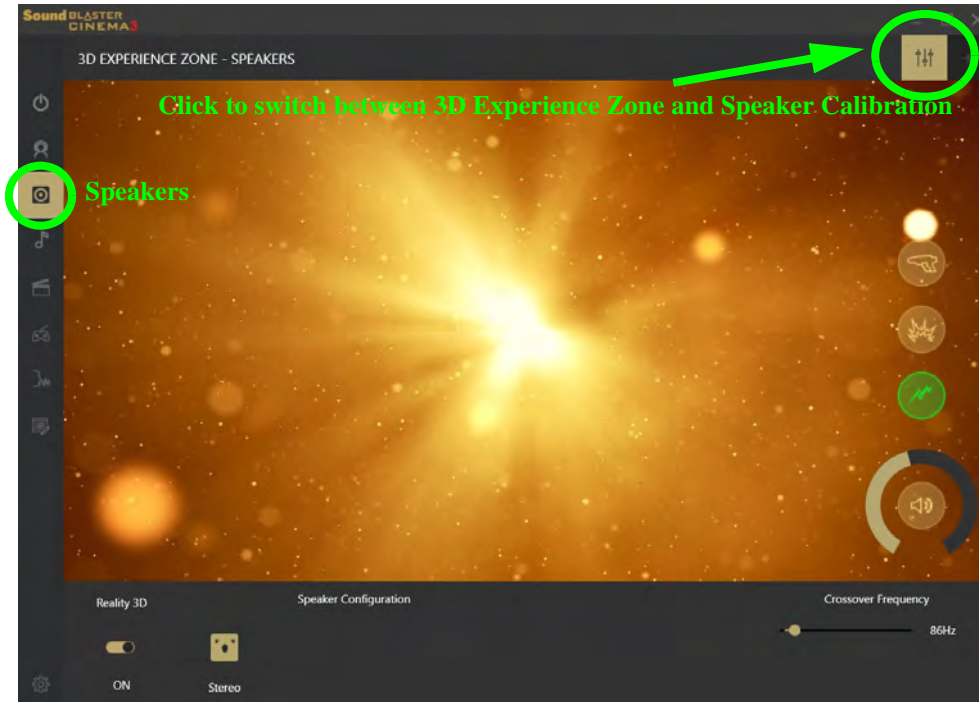 Sound BLASTER
CINEMA3
3D EXPERIENCE ZONE - SPEAKERS
Click to switch between 3D Experience Zone and Speaker Calibration
Speakers
Reality 3D
Speaker Configuration
Crossover Frequency
86Hz
ON
Stereo